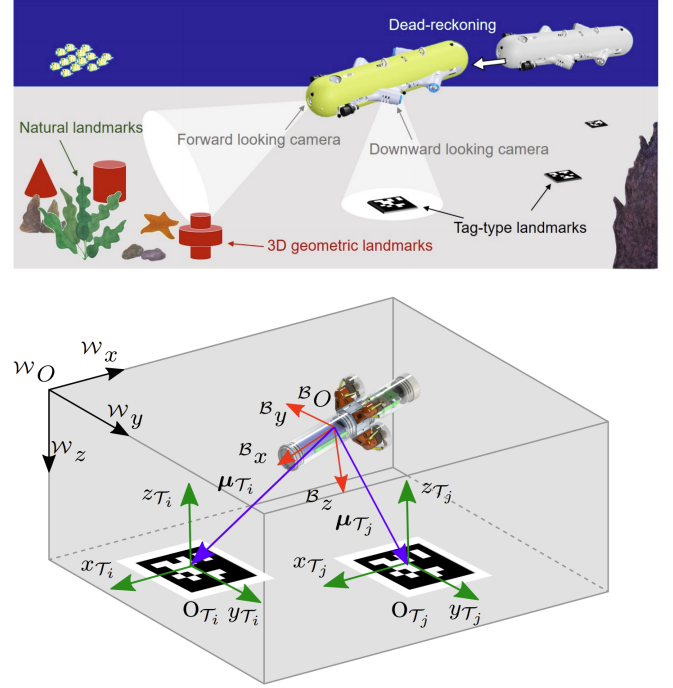 Dead-reckoning
Natural landmarks
Forward looking camera
Downward looking camera
Tag-type landmarks
3D geometric landmarks
𝒲O
𝒲x
𝒲y
𝒲z
ℬO
ℬy
ℬx
ℬz
μ𝒯i
μ𝒯j
z𝒯i
z𝒯j
x𝒯i
x𝒯j
O𝒯i y𝒯i
O𝒯j y𝒯j